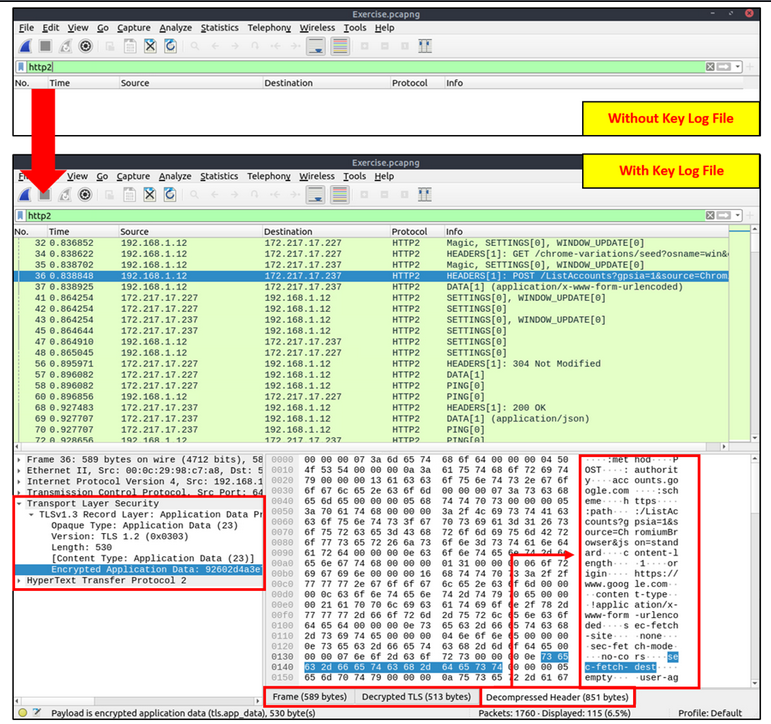 Exercise.pcapng
File Edit View Go Capture Analyze Statistics Telephony Wireless Tools Help
http2
No. Time Source Destination Protocol Info
Without Key Log File
Exercise.pcapng
With Key Log File
View Go Capture Analyze Statistics Telephony Wireless Tools Help
http2
No. Time Source Destination Protocol Info
32 0.836852 192.168.1.12 172.217.17.227 HTTP2 Magic, SETTINGS[0], WINDOW_UPDATE[0]
34 0.838622 192.168.1.12 172.217.17.227 HTTP2 HEADERS[1]: GET /chrome-variations/seed?osname=win&
35 0.838702 192.168.1.12 172.217.17.237 HTTP2 Magic, SETTINGS[0], WINDOW_UPDATE[0]
36 0.838848 192.168.1.12 172.217.17.237 HTTP2 HEADERS[1]: POST /ListAccounts?gpsia=1&source=Chrom
37 0.838925 192.168.1.12 172.217.17.237 HTTP2 DATA[1] (application/x-www-form-urlencoded)
41 0.864254 172.217.17.227 192.168.1.12 HTTP2 SETTINGS[0], WINDOW_UPDATE[0]
42 0.864254 172.217.17.227 192.168.1.12 HTTP2 SETTINGS[0]
43 0.864254 172.217.17.237 192.168.1.12 HTTP2 SETTINGS[0], WINDOW_UPDATE[0]
45 0.864644 172.217.17.237 192.168.1.12 HTTP2 SETTINGS[0]
47 0.864910 192.168.1.12 172.217.17.237 HTTP2 SETTINGS[0]
48 0.865045 192.168.1.12 172.217.17.227 HTTP2 SETTINGS[0]
56 0.895971 172.217.17.227 192.168.1.12 HTTP2 HEADERS[1]: 304 Not Modified
57 0.896082 172.217.17.227 192.168.1.12 HTTP2 DATA[1]
58 0.896082 172.217.17.227 192.168.1.12 HTTP2 PING[0]
60 0.896856 192.168.1.12 172.217.17.227 HTTP2 PING[0]
68 0.927483 172.217.17.237 192.168.1.12 HTTP2 HEADERS[1]: 200 OK
69 0.927707 172.217.17.237 192.168.1.12 HTTP2 DATA[1] (application/json)
70 0.927707 172.217.17.237 192.168.1.12 HTTP2 PING[0]
72 0.928656 192.168.1.12 172.217.17.237 HTTP2 PING[0]
Frame 36: 589 bytes on wire (4712 bits), 58
Ethernet II, Src: 00:0c:29:98:c7:a8, Dst: 5
Internet Protocol Version 4, Src: 192.168.1
Transmission Control Protocol, Src Port: 64
Transport Layer Security
TLSv1.3 Record Layer: Application Data Pr
Opaque Type: Application Data (23)
Version: TLS 1.2 (0x0303)
Length: 530
[Content Type: Application Data (23)]
Encrypted Application Data: 92602d4a3e
HyperText Transfer Protocol 2
0000 00 00 00 07 3a 6d 65 74 68 6f 64 00 00 00 04 50 ····:met hod····P
0010 4f 53 54 00 00 00 0a 3a 61 75 74 68 6f 72 69 74 OST····: authorit
0020 79 00 00 00 13 61 63 63 6f 75 6e 74 73 2e 67 6f y····acc ounts.go
0030 6f 67 6c 65 2e 63 6f 6d 00 00 00 07 3a 73 63 68 ogle.com ····:sch
0040 65 6d 65 00 00 00 05 68 74 74 70 73 00 00 00 05 eme····h ttps····
0050 3a 70 61 74 68 00 00 00 3a 2f 4c 69 73 74 41 63 :path··· :/ListAc
0060 63 6f 75 6e 74 73 3f 67 70 73 69 61 3d 31 26 73 counts?g psia=1&s
0070 6f 75 72 63 65 3d 43 68 72 6f 6d 69 75 6d 42 72 ource=Ch romiumBr
0080 6f 77 73 65 72 26 6a 73 6f 6e 3d 73 74 61 6e 64 owser&js on=stand
0090 61 72 64 00 00 00 0e 63 6f 6e 74 65 6e 74 2d 6c ard····c ontent-l
00a0 65 6e 67 74 68 00 00 00 01 31 00 00 00 06 6f 72 ength··· ·1····or
00b0 69 67 69 6e 00 00 00 16 68 74 74 70 73 3a 2f 2f igin···· https://
00c0 77 77 77 2e 67 6f 6f 67 6c 65 2e 63 6f 6d 00 00 www.goog le.com··
00d0 00 0c 63 6f 6e 74 65 6e 74 2d 74 79 70 65 00 00 ··conten t-type··
00e0 00 21 61 70 70 6c 69 63 61 74 69 6f 6e 2f 78 2d ·!applic ation/x-
00f0 77 77 77 2d 66 6f 72 6d 2d 75 72 6c 65 6e 63 6f www-form -urlenco
0100 64 65 64 00 00 00 0e 73 65 63 2d 66 65 74 63 68 ded····s ec-fetch
0110 2d 73 69 74 65 00 00 00 04 6e 6f 6e 65 00 00 00 -site··· ·none···
0120 0e 73 65 63 2d 66 65 74 63 68 2d 6d 6f 64 65 00 ·sec-fet ch-mode·
0130 00 00 07 6e 6f 2d 63 6f 72 73 00 00 00 0e 73 65 ···no-co rs····se
0140 63 2d 66 65 74 63 68 2d 64 65 73 74 00 00 00 05 c-fetch- dest····
0150 65 6d 70 74 79 00 00 00 0a 75 73 65 72 2d 61 67 empty··· ·user-ag
Frame (589 bytes) Decrypted TLS (513 bytes) Decompressed Header (851 bytes)
Payload is encrypted application data (tls.app_data), 530 byte(s) Packets: 1760 · Displayed: 115 (6.5%) Profile: Default